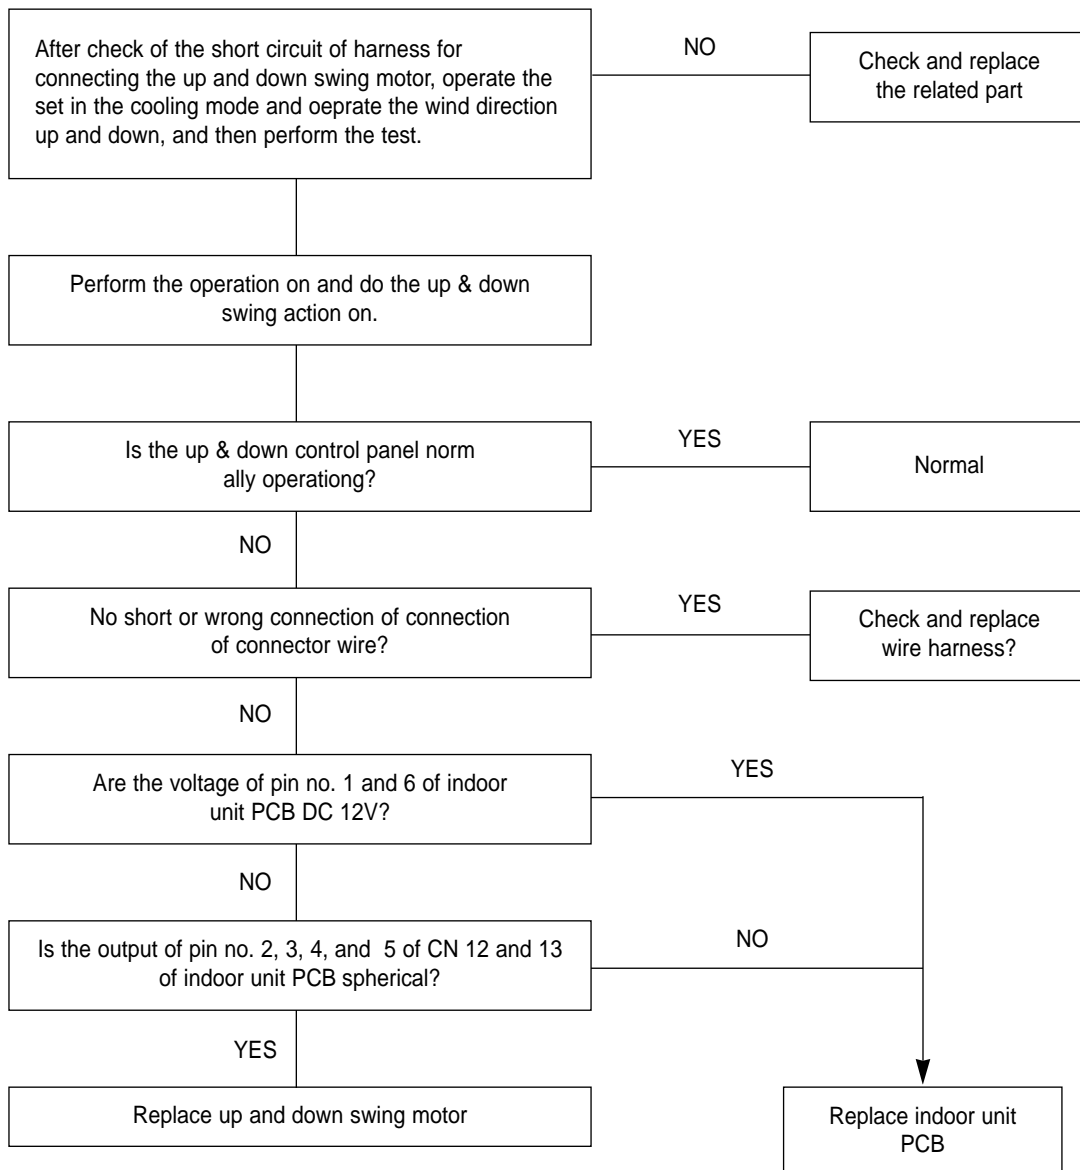 After check of the short circuit of harness for
connecting the up and down swing motor, operate the
set in the cooling mode and oeprate the wind direction
up and down, and then perform the test.
NO
Check and replace
the related part
Perform the operation on and do the up & down
swing action on.
Is the up & down control panel norm
ally operationg?
YES
Normal
NO
No short or wrong connection of connection
of connector wire?
YES
Check and replace
wire harness?
NO
Are the voltage of pin no. 1 and 6 of indoor
unit PCB DC 12V?
YES
NO
Is the output of pin no. 2, 3, 4, and 5 of CN 12 and 13
of indoor unit PCB spherical?
NO
YES
Replace up and down swing motor
Replace indoor unit
PCB